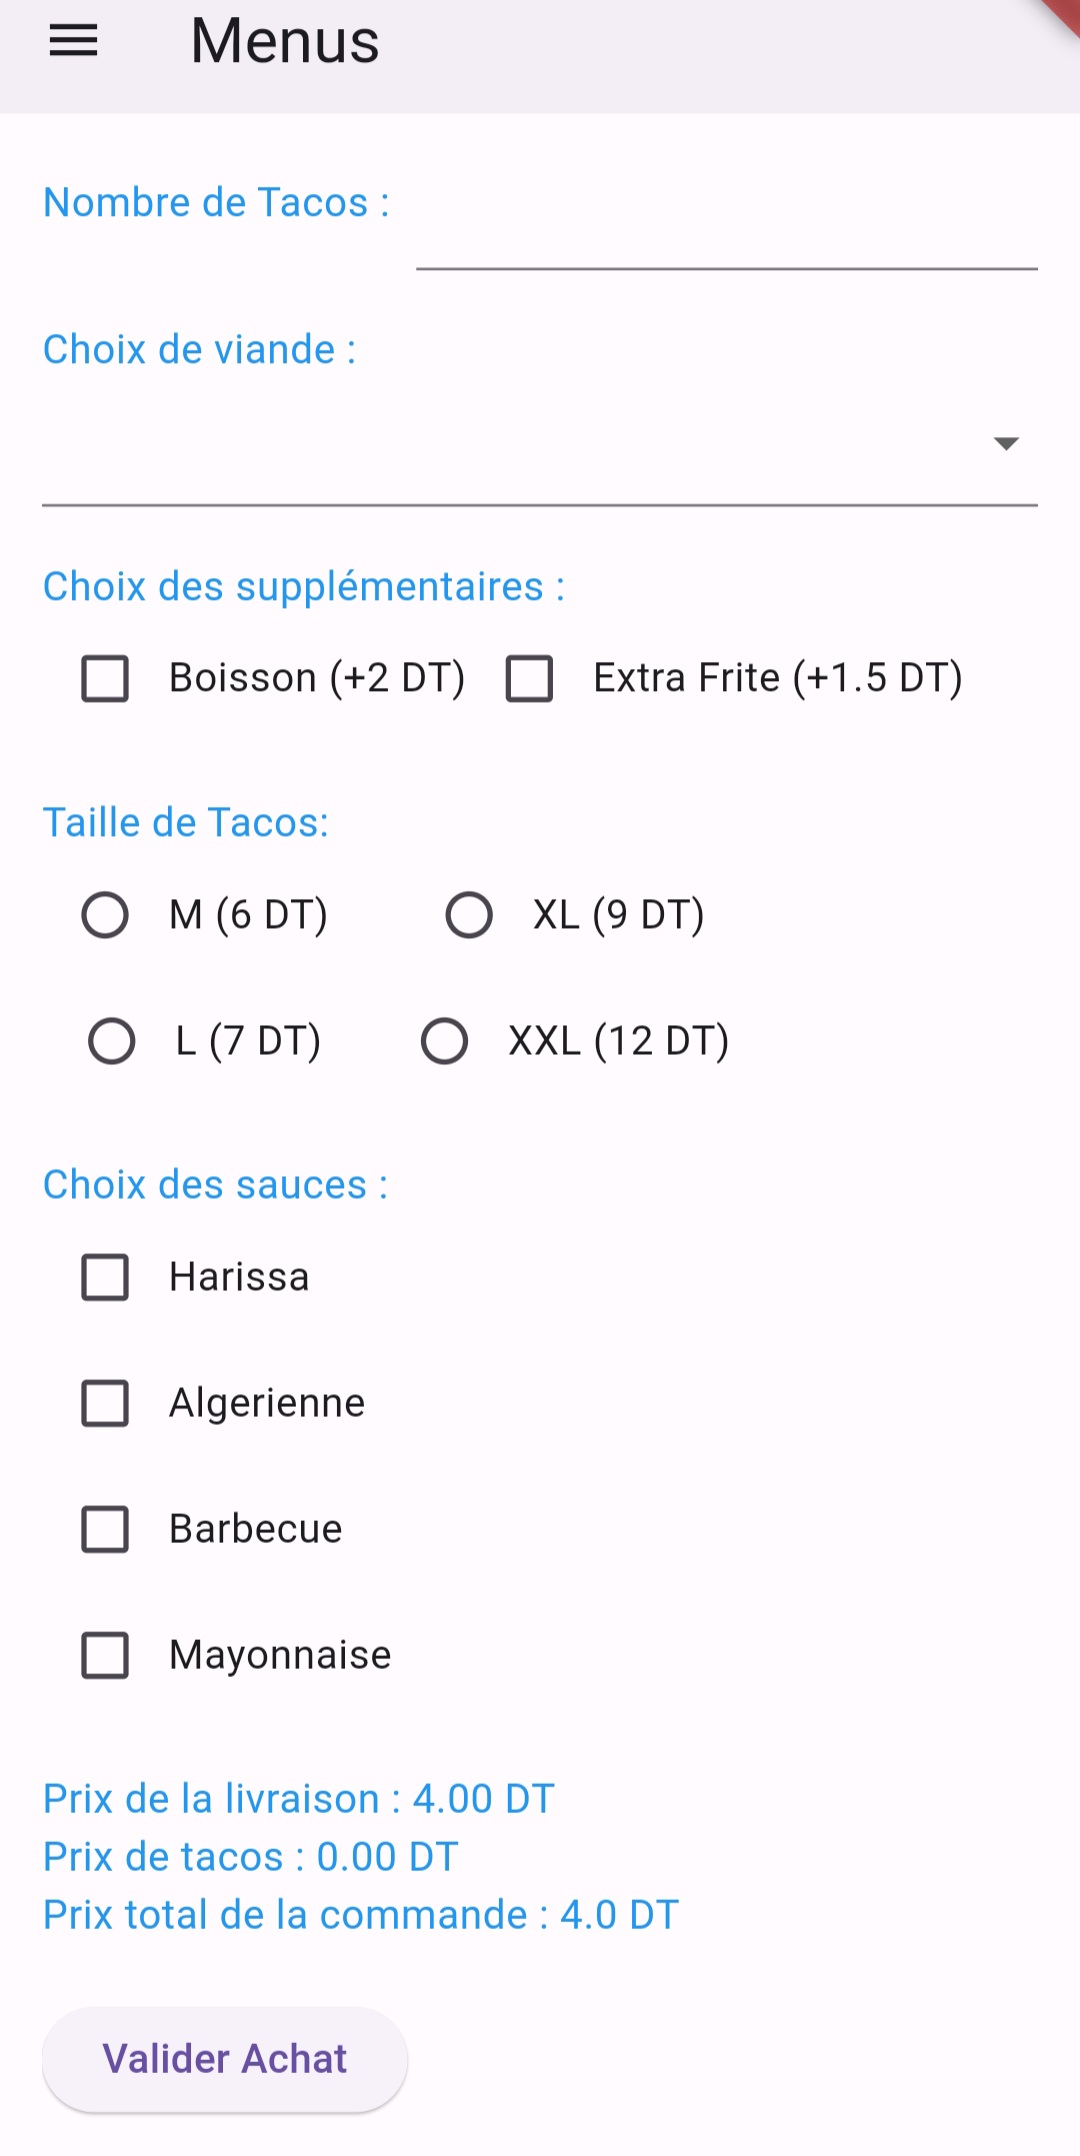 Menus
Nombre de Tacos :
Choix de viande :
Choix des supplémentaires :
Boisson (+2 DT) Extra Frite (+1.5 DT)
Taille de Tacos:
M (6 DT) XL (9 DT)
L (7 DT) XXL (12 DT)
Choix des sauces :
Harissa
Algerienne
Barbecue
Mayonnaise
Prix de la livraison : 4.00 DT
Prix de tacos : 0.00 DT
Prix total de la commande : 4.0 DT
Valider Achat